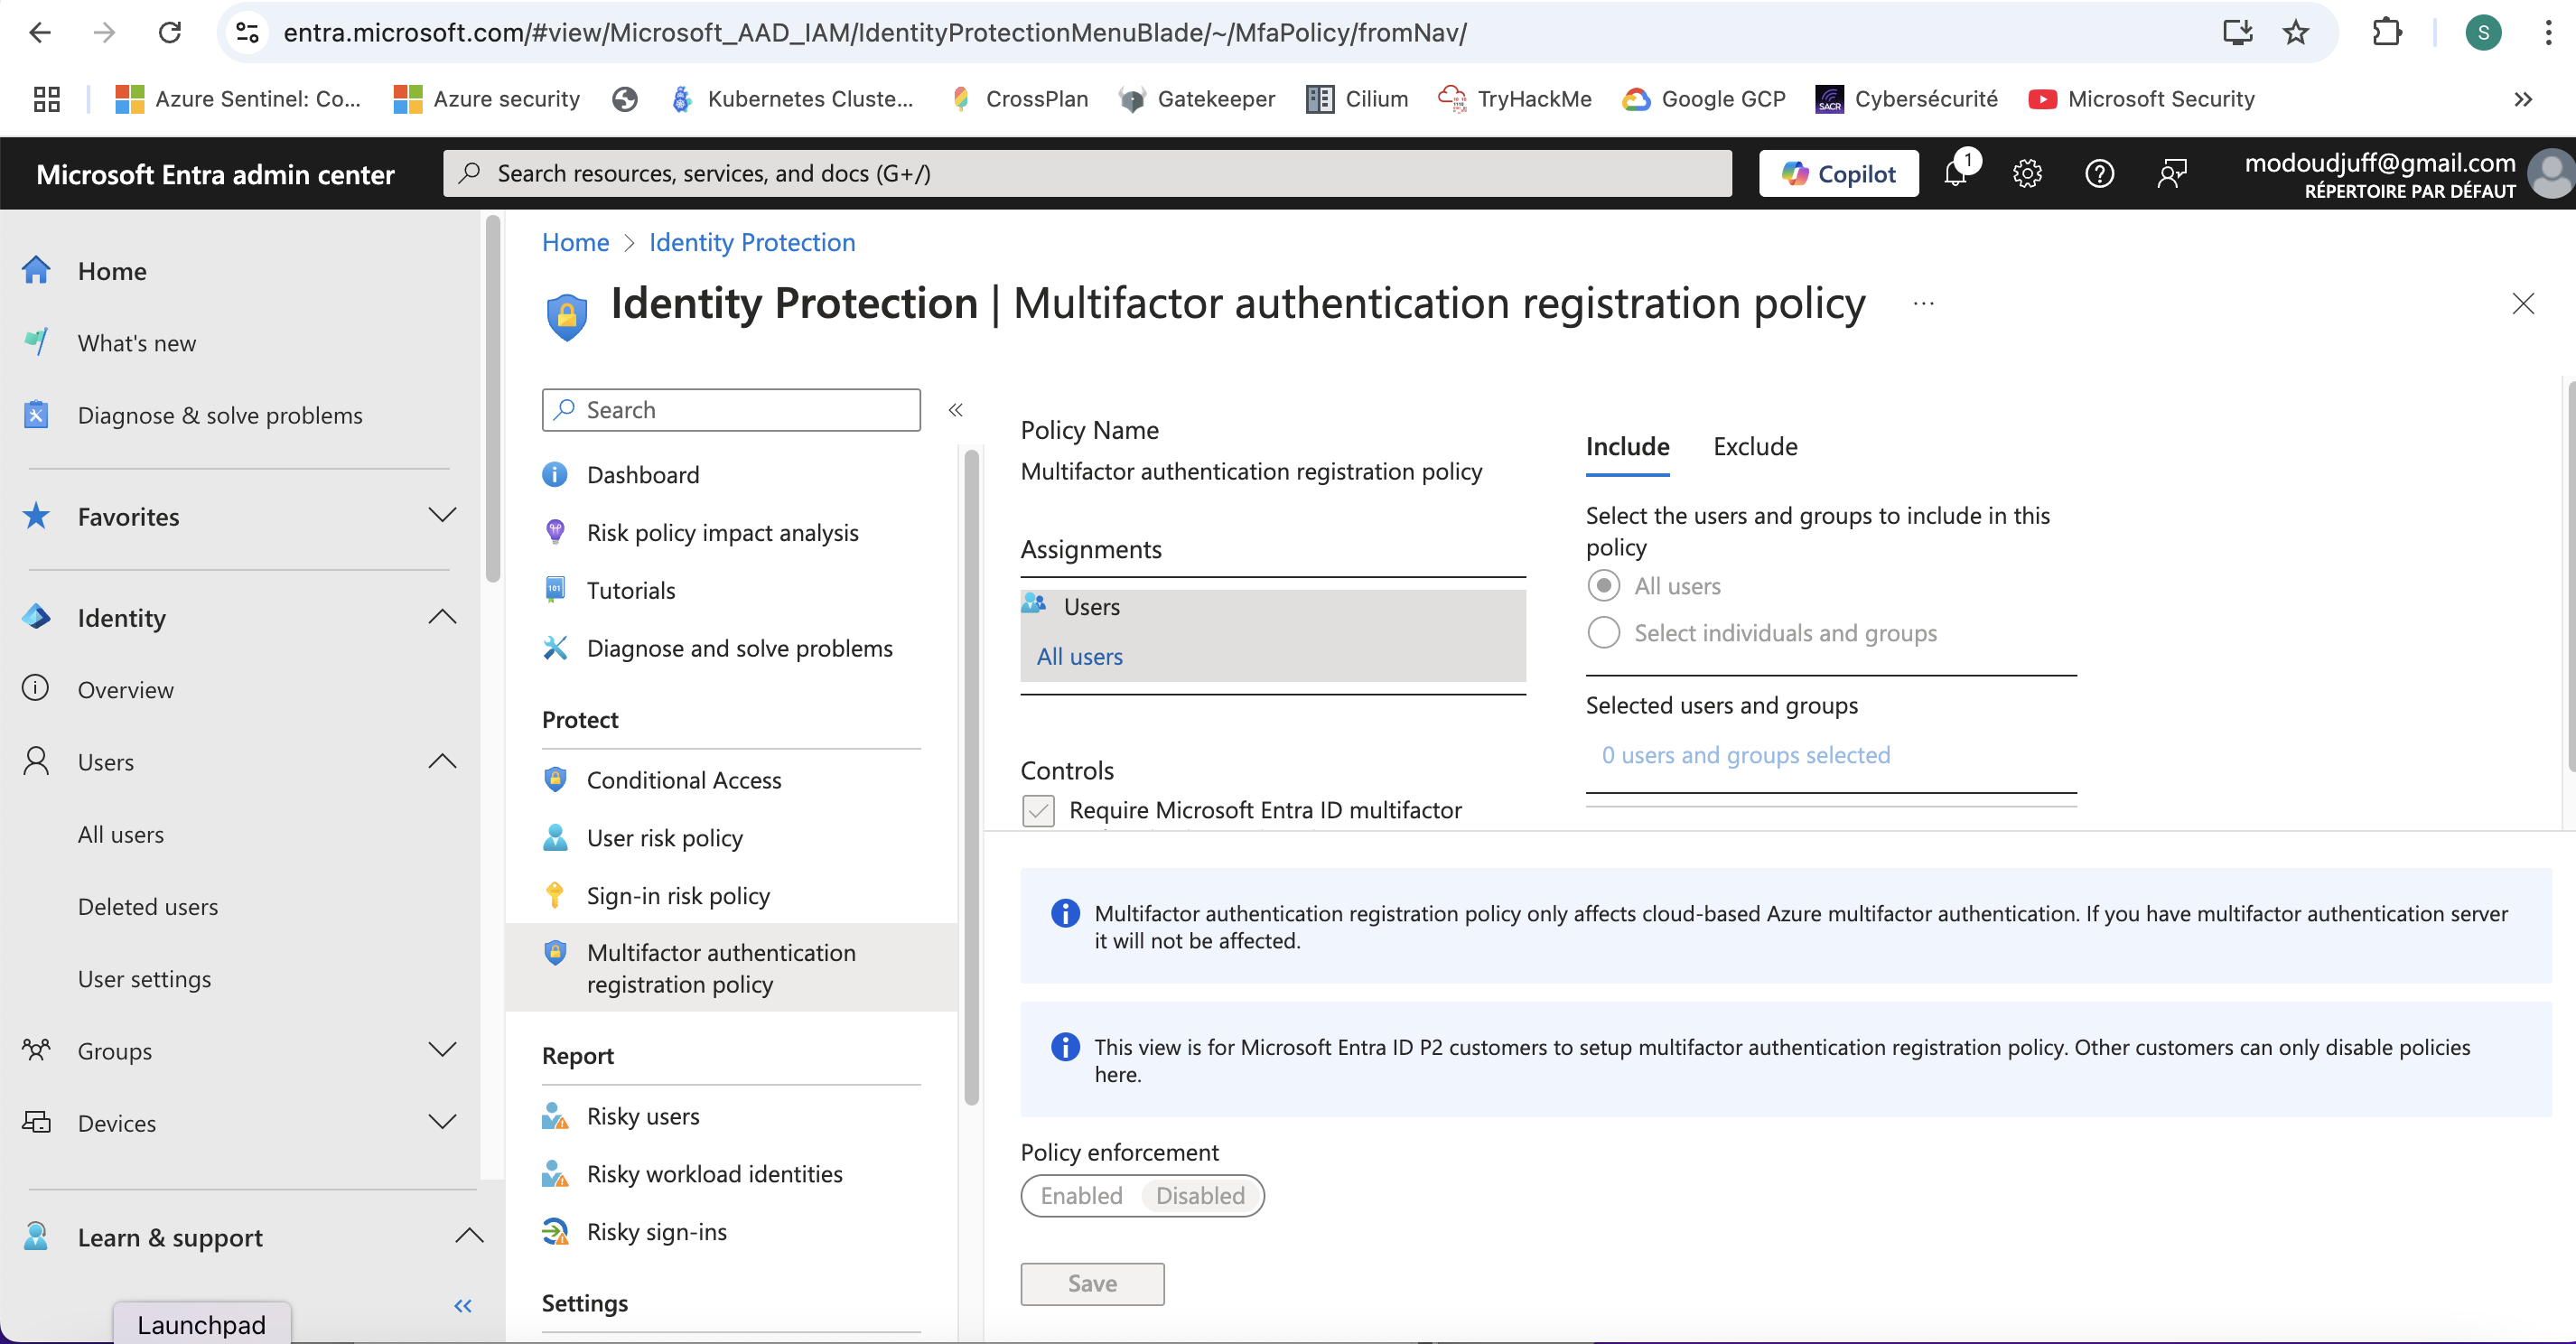 entra.microsoft.com/#view/Microsoft_AAD_IAM/IdentityProtectionMenuBlade/~/MfaPolicy/fromNav/
S
Azure Sentinel: Co...
Azure security
Kubernetes Cluste...
CrossPlan
Gatekeeper
Cilium
TryHackMe
Google GCP
SACR
Cybersécurité
Microsoft Security
Microsoft Entra admin center
Search resources, services, and docs (G+/)
Copilot
1
modoudjuff@gmail.com
RÉPERTOIRE PAR DÉFAUT
Home
What's new
Diagnose & solve problems
Favorites
Identity
Overview
Users
All users
Deleted users
User settings
Groups
Devices
Learn & support
Launchpad
Home > Identity Protection
Identity Protection | Multifactor authentication registration policy ...
Search
Dashboard
Risk policy impact analysis
101
Tutorials
Diagnose and solve problems
Protect
Conditional Access
User risk policy
Sign-in risk policy
Multifactor authentication
registration policy
Report
Risky users
Risky workload identities
Risky sign-ins
Settings
Policy Name
Multifactor authentication registration policy
Assignments
Users
All users
Controls
Require Microsoft Entra ID multifactor
Include
Exclude
Select the users and groups to include in this
policy
All users
Select individuals and groups
Selected users and groups
0 users and groups selected
Multifactor authentication registration policy only affects cloud-based Azure multifactor authentication. If you have multifactor authentication server
it will not be affected.
This view is for Microsoft Entra ID P2 customers to setup multifactor authentication registration policy. Other customers can only disable policies
here.
Policy enforcement
Enabled
Disabled
Save